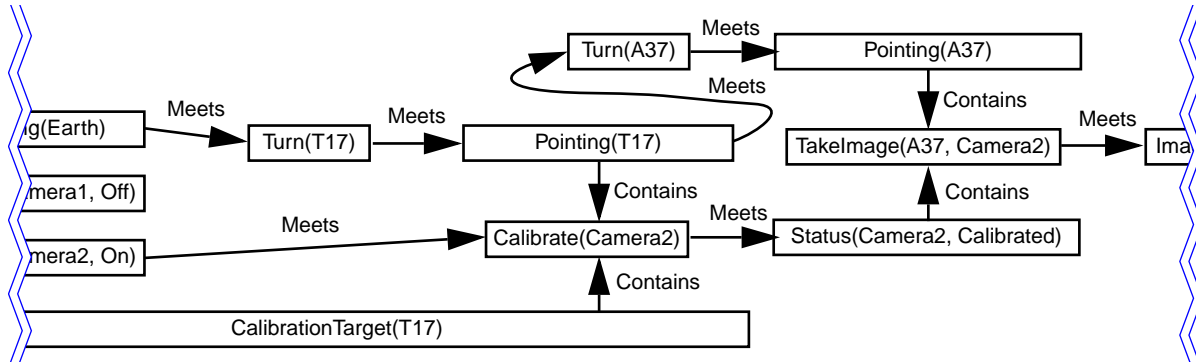 Turn(A37)
Meets
Pointing(A37)
Meets
Contains
Meets
g(Earth)
Meets
Turn(T17)
Meets
Pointing(T17)
TakeImage(A37, Camera2)
Meets
Ima
mera1, Off)
Contains
Contains
Meets
Calibrate(Camera2)
Meets
Status(Camera2, Calibrated)
mera2, On)
Contains
CalibrationTarget(T17)